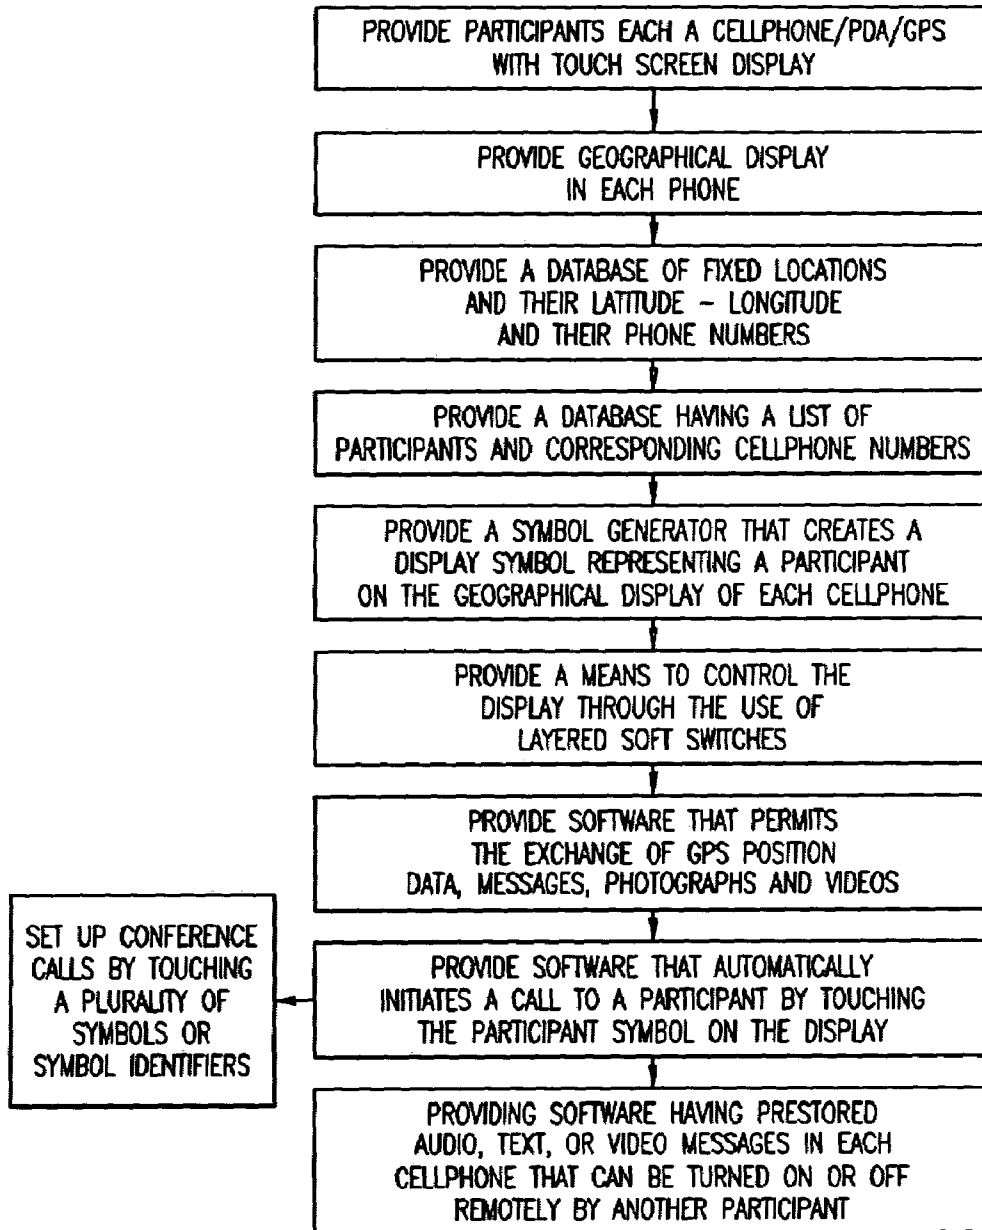 PROVIDE PARTICIPANTS EACH A CELLPHONE/PDA/GPS
WITH TOUCH SCREEN DISPLAY
PROVIDE GEOGRAPHICAL DISPLAY
IN EACH PHONE
PROVIDE A DATABASE OF FIXED LOCATIONS
AND THEIR LATITUDE - LONGITUDE
AND THEIR PHONE NUMBERS
PROVIDE A DATABASE HAVING A LIST OF
PARTICIPANTS AND CORRESPONDING CELLPHONE NUMBERS
PROVIDE A SYMBOL GENERATOR THAT CREATES A
DISPLAY SYMBOL REPRESENTING A PARTICIPANT
ON THE GEOGRAPHICAL DISPLAY OF EACH CELLPHONE
PROVIDE A MEANS TO CONTROL THE
DISPLAY THROUGH THE USE OF
LAYERED SOFT SWITCHES
PROVIDE SOFTWARE THAT PERMITS
THE EXCHANGE OF GPS POSITION
DATA, MESSAGES, PHOTOGRAPHS AND VIDEOS
PROVIDE SOFTWARE THAT AUTOMATICALLY
INITIATES A CALL TO A PARTICIPANT BY TOUCHING
THE PARTICIPANT SYMBOL ON THE DISPLAY
SET UP CONFERENCE
CALLS BY TOUCHING
A PLURALITY OF
SYMBOLS OR
SYMBOL IDENTIFIERS
PROVIDING SOFTWARE HAVING PRESTORED
AUDIO, TEXT, OR VIDEO MESSAGES IN EACH
CELLPHONE THAT CAN BE TURNED ON OR OFF
REMOTELY BY ANOTHER PARTICIPANT